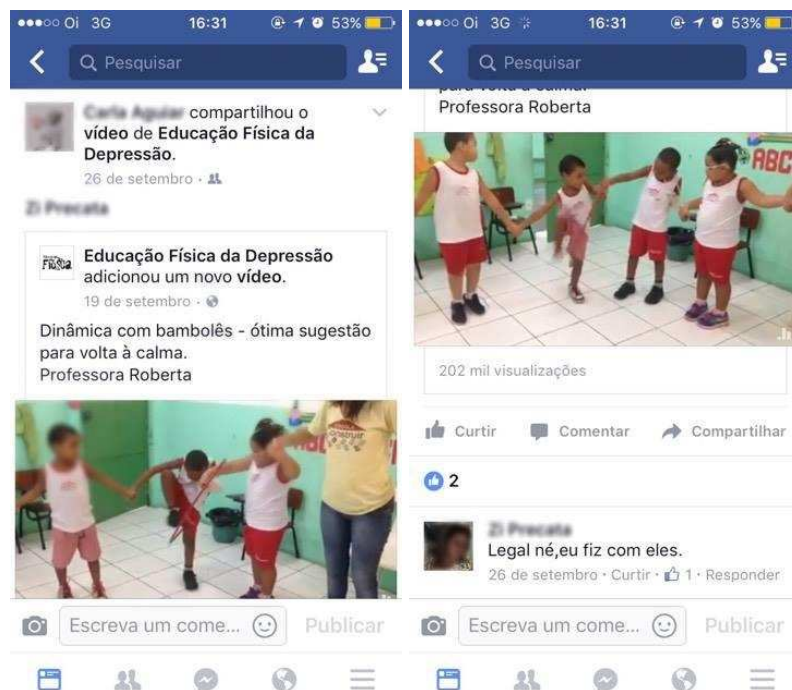 Oi 3G 16:31 53%
Pesquisar
compartilhou o
vídeo de Educação Física da
Depressão.
26 de setembro ·
Educação Física da Depressão
adicionou um novo vídeo.
19 de setembro ·
Dinâmica com bambolês - ótima sugestão
para volta à calma.
Professora Roberta
Escreva um come... Publicar
Oi 3G 16:31 53%
Pesquisar
para volta à calma.
Professora Roberta
ABC
202 mil visualizações
Curtir Comentar Compartilhar
2
Legal né,eu fiz com eles.
26 de setembro · Curtir · 1 · Responder
Escreva um come... Publicar